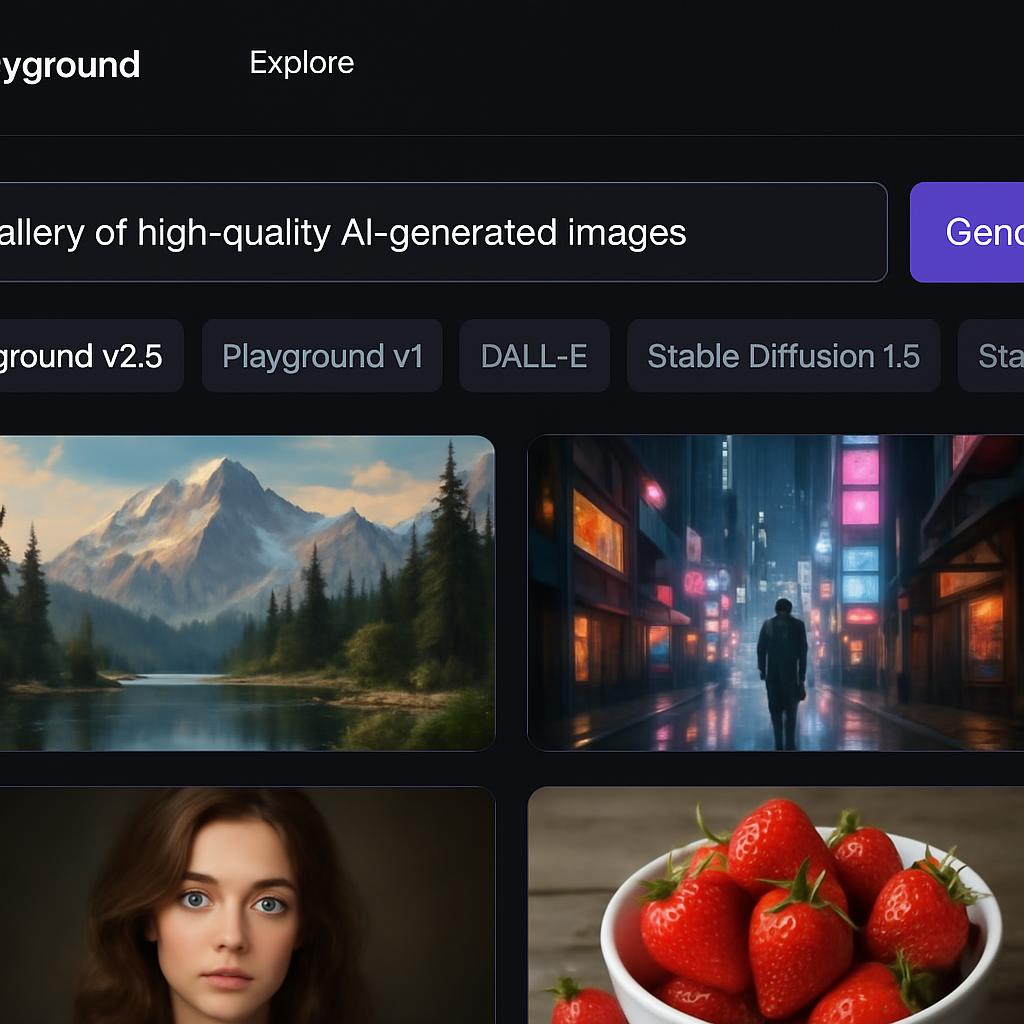 yground Explore
allery of high-quality AI-generated images
Gen
ground v2.5 Playground v1 DALL-E Stable Diffusion 1.5 Sta